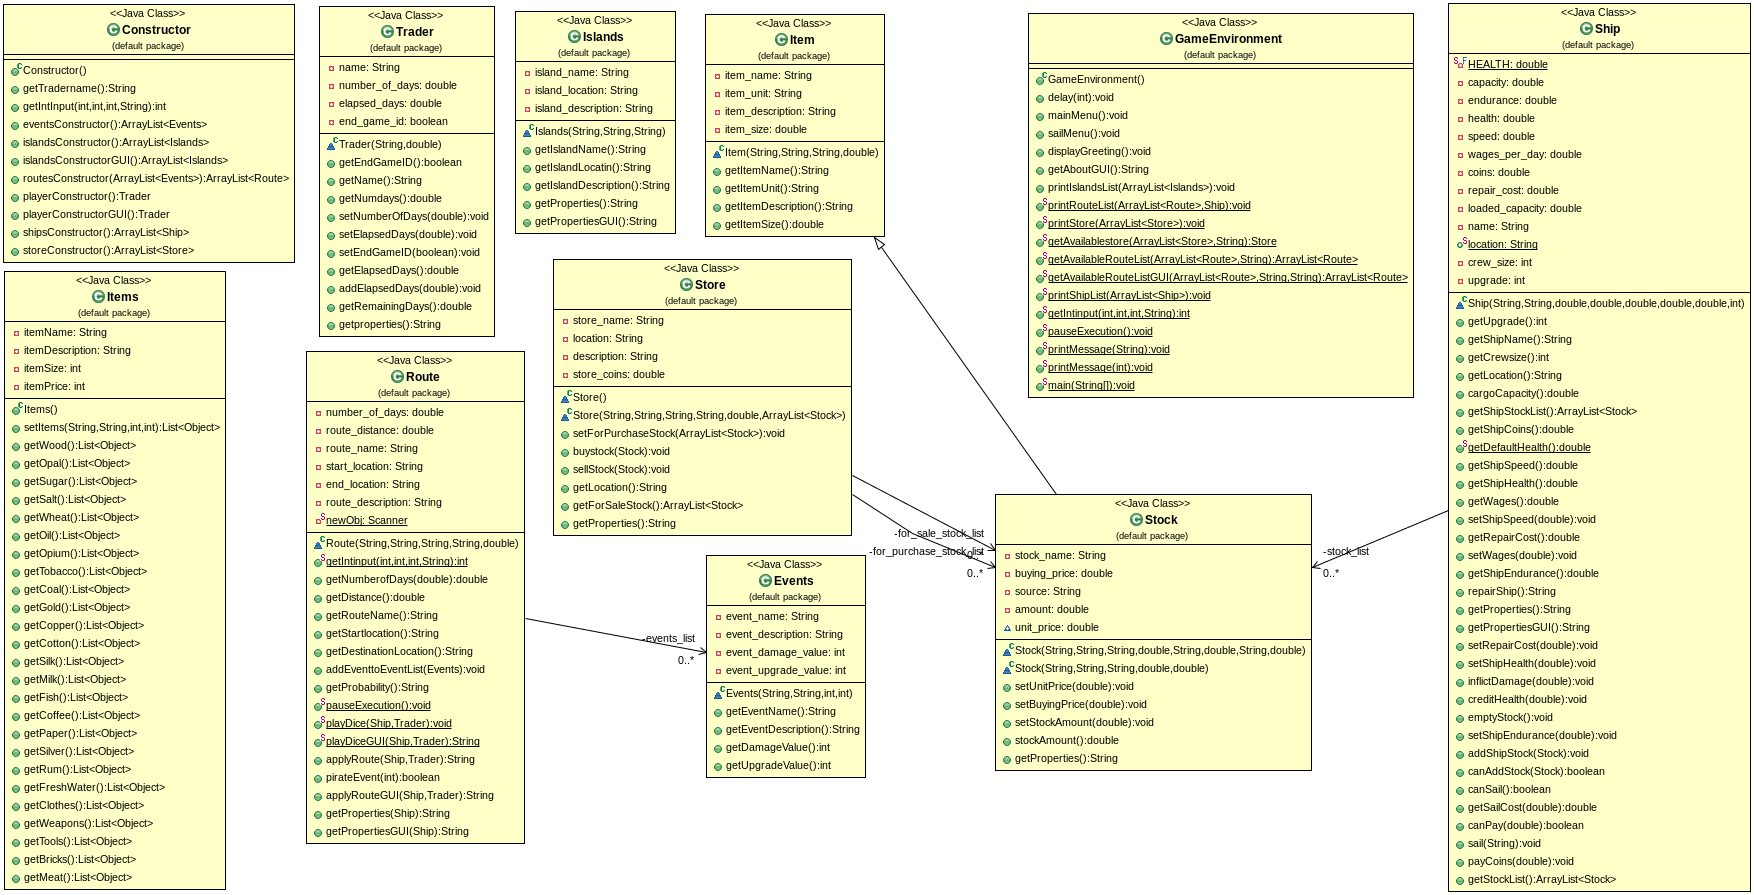 <<Java Class>>
Constructor
(default package)
Constructor()
getTradername():String
getIntInput(int,int,int,String):int
eventsConstructor():ArrayList<Events>
islandsConstructor():ArrayList<Islands>
islandsConstructorGUI():ArrayList<Islands>
routesConstructor(ArrayList<Events>):ArrayList<Route>
playerConstructor():Trader
playerConstructorGUI():Trader
shipsConstructor():ArrayList<Ship>
storeConstructor():ArrayList<Store>
<<Java Class>>
Items
(default package)
itemName: String
itemDescription: String
itemSize: int
itemPrice: int
Items()
setItems(String,String,int,int):List<Object>
getWood():List<Object>
getOpal():List<Object>
getSugar():List<Object>
getSalt():List<Object>
getWheat():List<Object>
getOil():List<Object>
getOpium():List<Object>
getTobacco():List<Object>
getCoal():List<Object>
getGold():List<Object>
getCopper():List<Object>
getCotton():List<Object>
getSilk():List<Object>
getMilk():List<Object>
getFish():List<Object>
getCoffee():List<Object>
getPaper():List<Object>
getSilver():List<Object>
getRum():List<Object>
getFreshWater():List<Object>
getClothes():List<Object>
getWeapons():List<Object>
getTools():List<Object>
getBricks():List<Object>
getMeat():List<Object>
<<Java Class>>
Trader
(default package)
name: String
number_of_days: double
elapsed_days: double
end_game_id: boolean
Trader(String,double)
getEndGameID():boolean
getName():String
getNumdays():double
setNumberOfDays(double):void
setElapsedDays(double):void
setEndGameID(boolean):void
getElapsedDays():double
addElapsedDays(double):void
getRemainingDays():double
getproperties():String
<<Java Class>>
Route
(default package)
number_of_days: double
route_distance: double
route_name: String
start_location: String
end_location: String
route_description: String
newObj: Scanner
Route(String,String,String,String,double)
getIntinput(int,int,int,String):int
getNumberofDays(double):double
getDistance():double
getRouteName():String
getStartlocation():String
getDestinationLocation():String
addEventtoEventList(Events):void
getProbability():String
pauseExecution():void
playDice(Ship,Trader):void
playDiceGUI(Ship,Trader):String
applyRoute(Ship,Trader):String
pirateEvent(int):boolean
applyRouteGUI(Ship,Trader):String
getProperties(Ship):String
getPropertiesGUI(Ship):String
<<Java Class>>
Islands
(default package)
island_name: String
island_location: String
island_description: String
Islands(String,String,String)
getIslandName():String
getIslandLocatin():String
getIslandDescription():String
getProperties():String
getPropertiesGUI():String
<<Java Class>>
Item
(default package)
item_name: String
item_unit: String
item_description: String
item_size: double
Item(String,String,String,double)
getItemName():String
getItemUnit():String
getItemDescription():String
getItemSize():double
<<Java Class>>
Store
(default package)
store_name: String
location: String
description: String
store_coins: double
Store()
Store(String,String,String,String,double,ArrayList<Stock>)
setForPurchaseStock(ArrayList<Stock>):void
buystock(Stock):void
sellStock(Stock):void
getLocation():String
getForSaleStock():ArrayList<Stock>
getProperties():String
-for_sale_stock_list
0..*
-for_purchase_stock_list
0..*
<<Java Class>>
Events
(default package)
event_name: String
event_description: String
event_damage_value: int
event_upgrade_value: int
Events(String,String,int,int)
getEventName():String
getEventDescription():String
getDamageValue():int
getUpgradeValue():int
-events_list
0..*
<<Java Class>>
GameEnvironment
(default package)
GameEnvironment()
delay(int):void
mainMenu():void
sailMenu():void
displayGreeting():void
getAboutGUI():String
printIslandsList(ArrayList<Islands>):void
printRouteList(ArrayList<Route>,Ship):void
printStore(ArrayList<Store>):void
getAvailablestore(ArrayList<Store>,String):Store
getAvailableRouteList(ArrayList<Route>,String):ArrayList<Route>
getAvailableRouteListGUI(ArrayList<Route>,String,String):ArrayList<Route>
printShipList(ArrayList<Ship>):void
getIntinput(int,int,int,String):int
pauseExecution():void
printMessage(String):void
printMessage(int):void
main(String[]):void
<<Java Class>>
Stock
(default package)
stock_name: String
buying_price: double
source: String
amount: double
unit_price: double
Stock(String,String,String,double,String,double,String,double)
Stock(String,String,String,double,double)
setUnitPrice(double):void
setBuyingPrice(double):void
setStockAmount(double):void
stockAmount():double
getProperties():String
-stock_list
0..*
<<Java Class>>
Ship
(default package)
HEALTH: double
capacity: double
endurance: double
health: double
speed: double
wages_per_day: double
coins: double
repair_cost: double
loaded_capacity: double
name: String
location: String
crew_size: int
upgrade: int
Ship(String,String,double,double,double,double,double,int)
getUpgrade():int
getShipName():String
getCrewsize():int
getLocation():String
cargoCapacity():double
getShipStockList():ArrayList<Stock>
getShipCoins():double
getDefaultHealth():double
getShipSpeed():double
getShipHealth():double
getWages():double
setShipSpeed(double):void
getRepairCost():double
setWages(double):void
getShipEndurance():double
repairShip():String
getProperties():String
getPropertiesGUI():String
setRepairCost(double):void
setShipHealth(double):void
inflictDamage(double):void
creditHealth(double):void
emptyStock():void
setShipEndurance(double):void
addShipStock(Stock):void
canAddStock(Stock):boolean
canSail():boolean
getSailCost(double):double
canPay(double):boolean
sail(String):void
payCoins(double):void
getStockList():ArrayList<Stock>